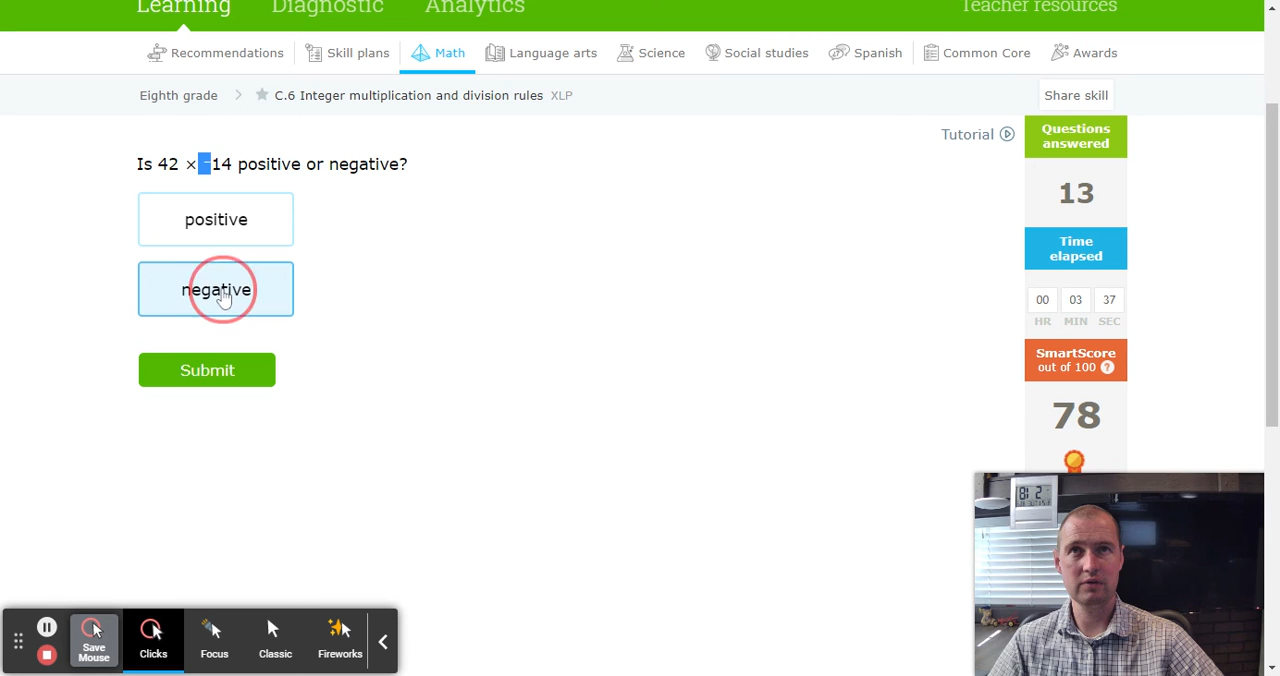 Learning Diagnostic Analytics Teacher resources
Recommendations Skill plans Math Language arts Science Social studies Spanish Common Core Awards
Eighth grade > C.6 Integer multiplication and division rules XLP Share skill
Tutorial
Is 42 × −14 positive or negative?
positive
negative
Submit
Questions
answered
13
Time
elapsed
00 03 37
HR MIN SEC
SmartScore
out of 100 ?
78
Save
Mouse
Clicks
Focus
Classic
Fireworks